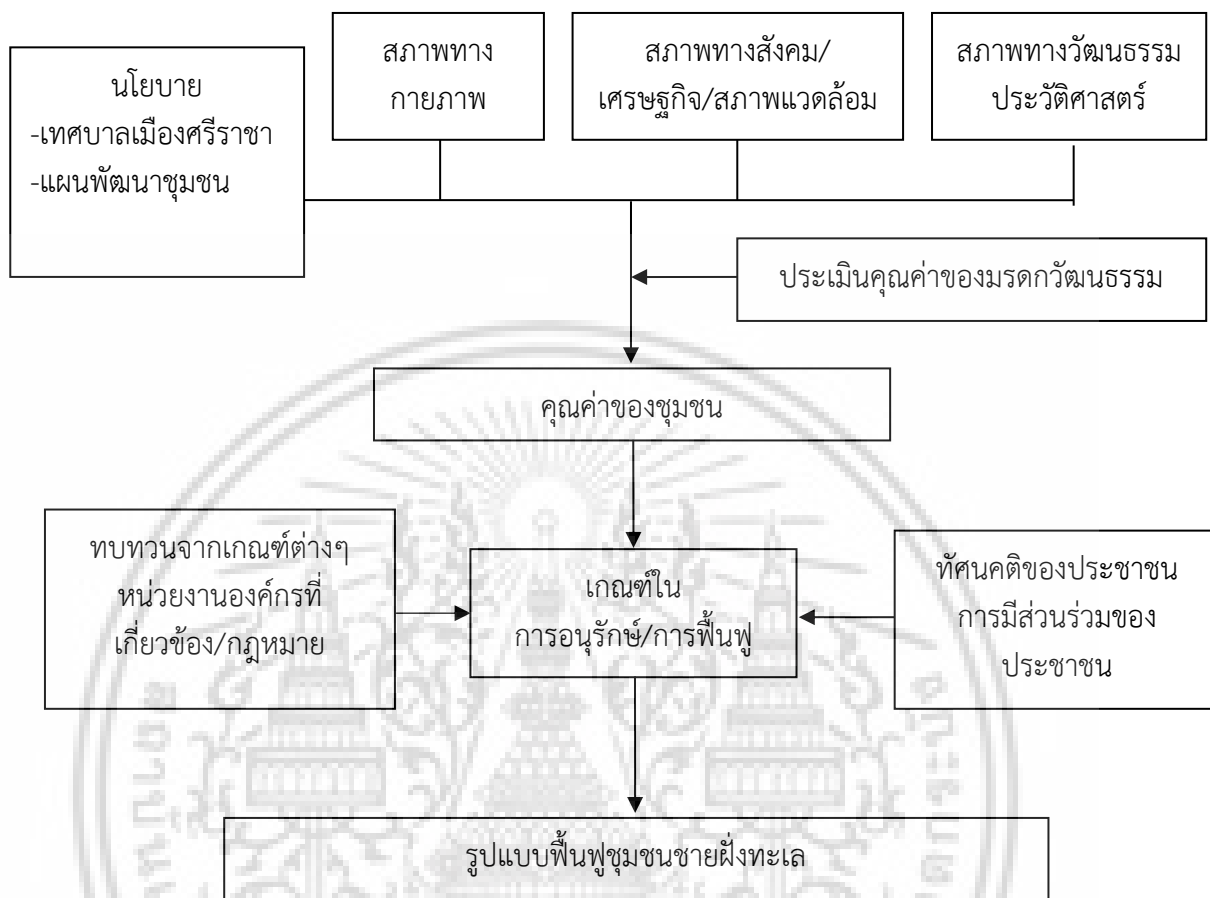 นโยบาย
-เทศบาลเมืองศรีราชา
-แผนพัฒนาชุมชน
สภาพทาง
กายภาพ
สภาพทางสังคม/
เศรษฐกิจ/สภาพแวดล้อม
สภาพทางวัฒนธรรม
ประวัติศาสตร์
ประเมินคุณค่าของมรดกวัฒนธรรม
คุณค่าของชุมชน
ทบทวนจากเกณฑ์ต่างๆ
หน่วยงานองค์กรที่
เกี่ยวข้อง/กฎหมาย
เกณฑ์ใน
การอนุรักษ์/การฟื้นฟู
ทัศนคติของประชาชน
การมีส่วนร่วมของ
ประชาชน
รูปแบบฟื้นฟูชุมชนชายฝั่งทะเล